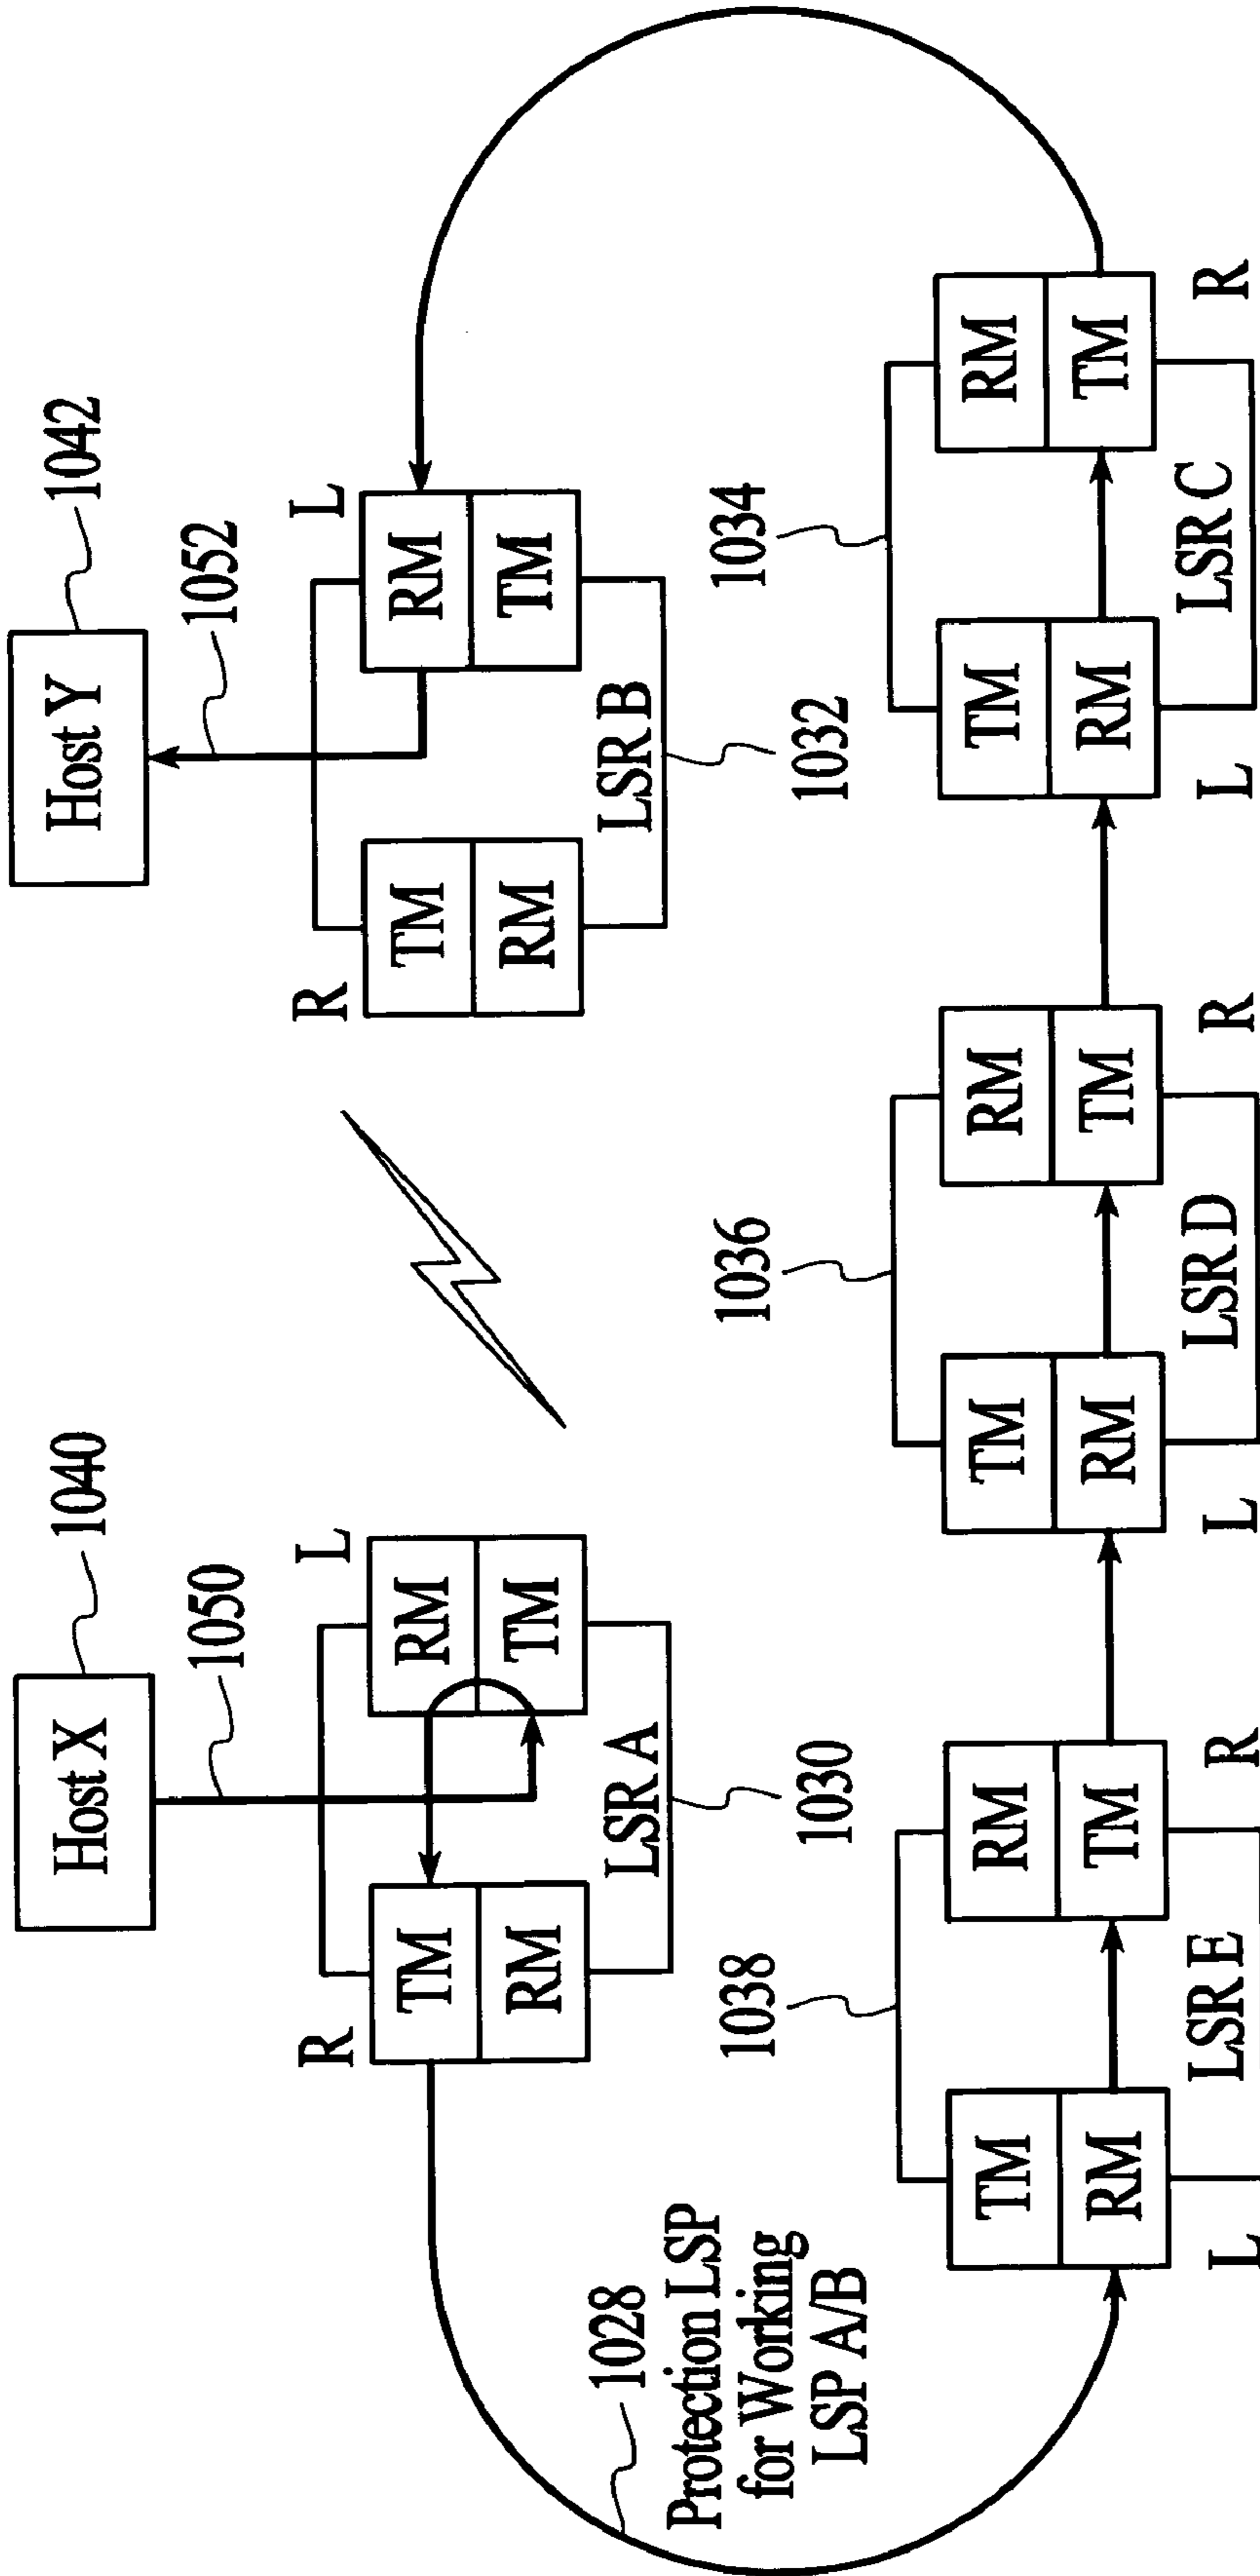 Host X
1040
Host Y
1042
1050
1052
R
L
R
L
TM
RM
RM
TM
LSR A
1030
TM
RM
RM
TM
LSR B
1032
1028
Protection LSP
for Working
LSP A/B
1038
TM
RM
RM
TM
LSR E
L
R
1036
TM
RM
RM
TM
LSR D
L
R
1034
TM
RM
RM
TM
LSR C
L
R